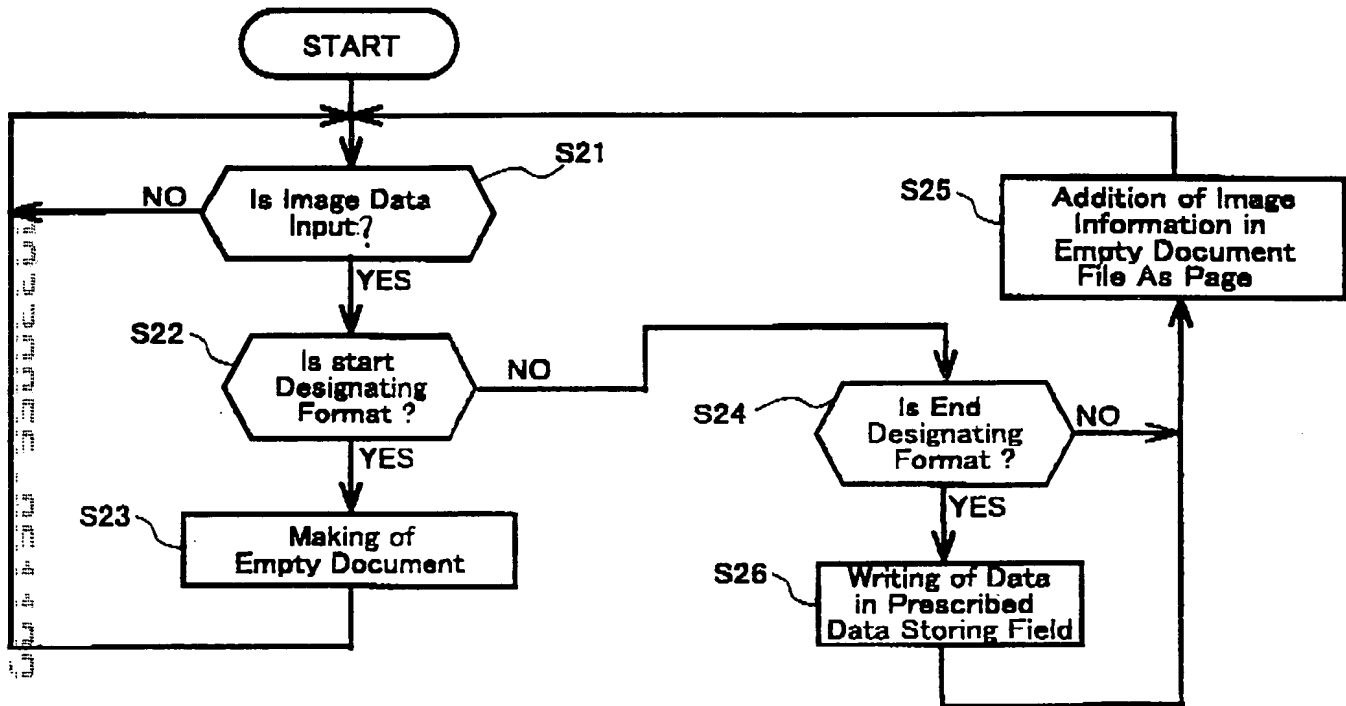 START
S21
Is Image Data
Input?
NO
YES
S22
Is start
Designating
Format ?
NO
YES
S23
Making of
Empty Document
S24
Is End
Designating
Format ?
NO
YES
S25
Addition of Image
Information in
Empty Document
File As Page
S26
Writing of Data
in Prescribed
Data Storing Field